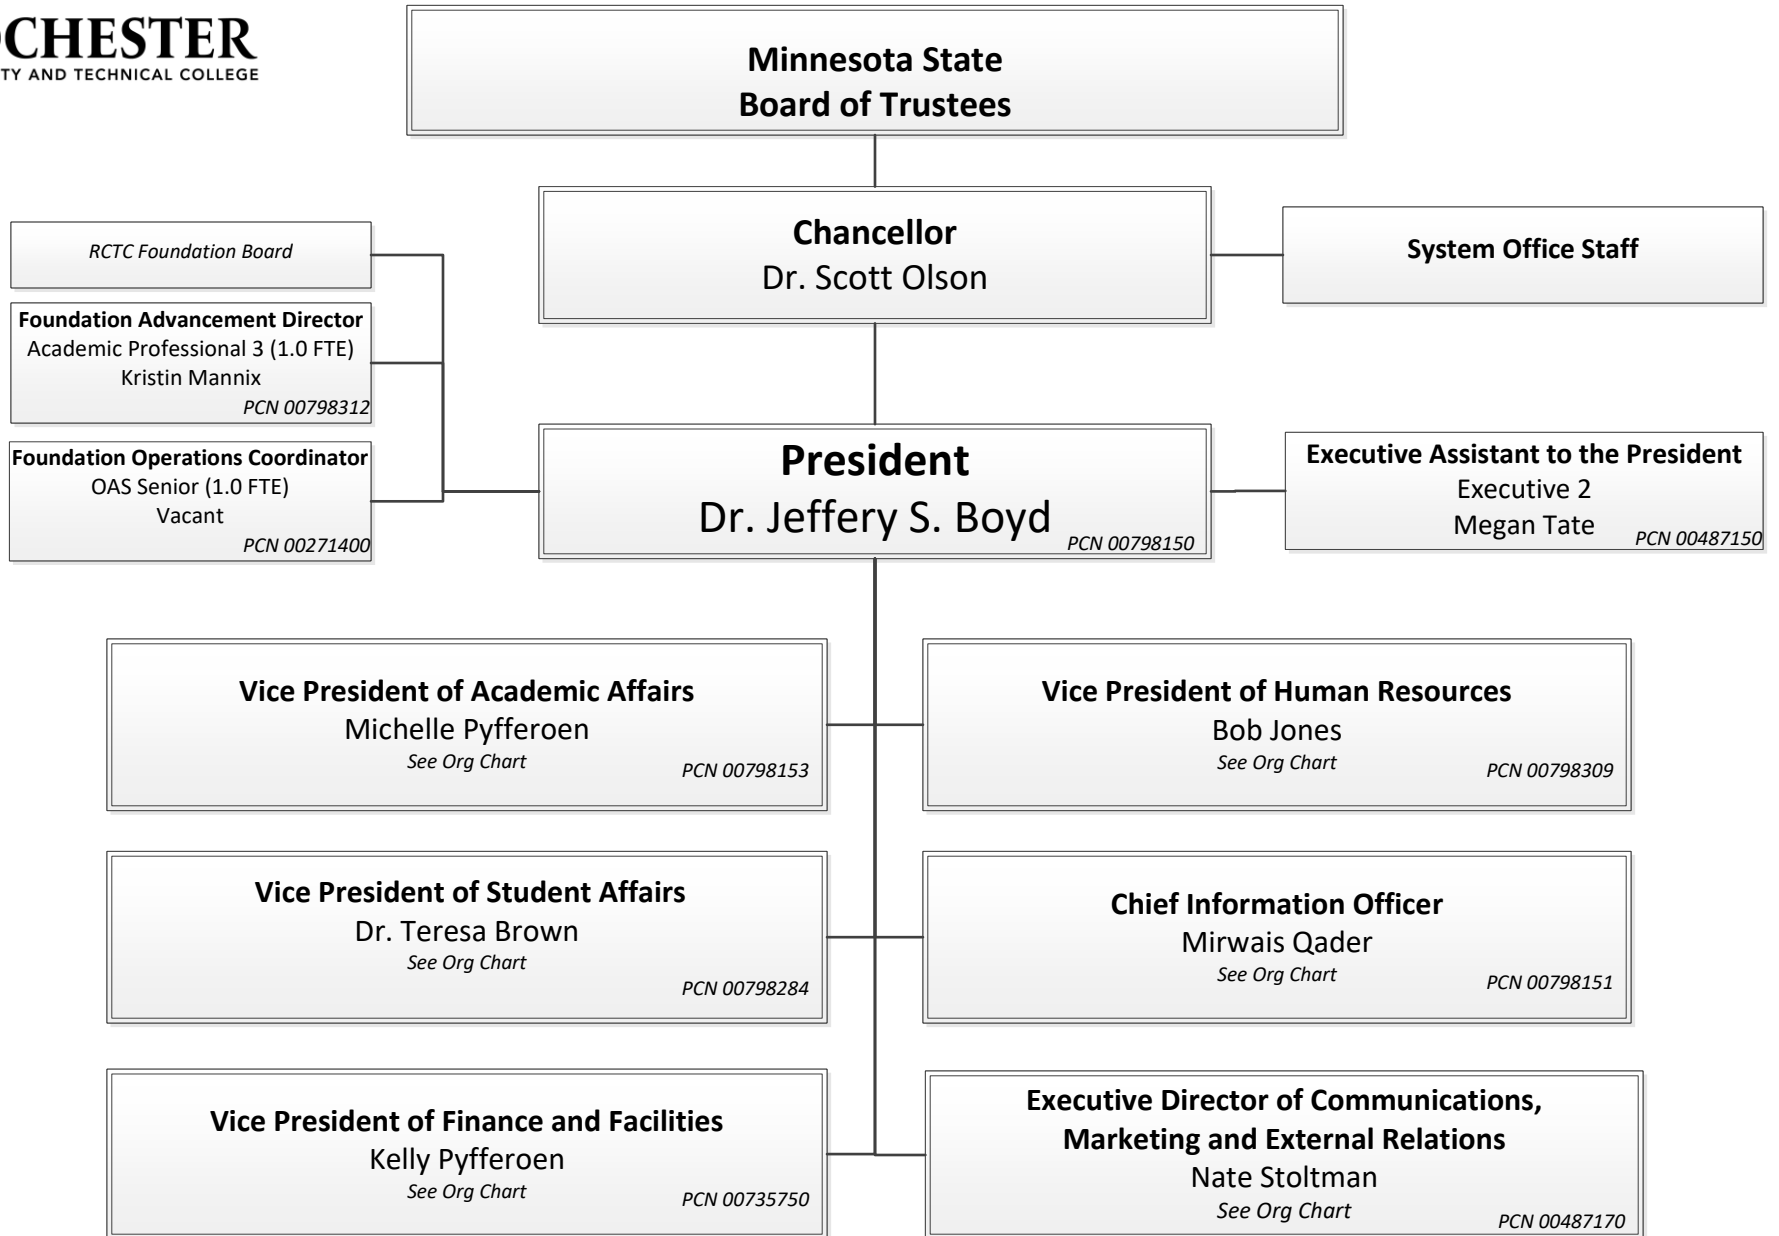 OCHESTER
TY AND TECHNICAL COLLEGE
Minnesota State
Board of Trustees
Chancellor
Dr. Scott Olson
System Office Staff
RCTC Foundation Board
Foundation Advancement Director
Academic Professional 3 (1.0 FTE)
Kristin Mannix
PCN 00798312
Foundation Operations Coordinator
OAS Senior (1.0 FTE)
Vacant
PCN 00271400
President
Dr. Jeffery S. Boyd
PCN 00798150
Executive Assistant to the President
Executive 2
Megan Tate
PCN 00487150
Vice President of Academic Affairs
Michelle Pyfferoen
See Org Chart
PCN 00798153
Vice President of Human Resources
Bob Jones
See Org Chart
PCN 00798309
Vice President of Student Affairs
Dr. Teresa Brown
See Org Chart
PCN 00798284
Chief Information Officer
Mirwais Qader
See Org Chart
PCN 00798151
Vice President of Finance and Facilities
Kelly Pyfferoen
See Org Chart
PCN 00735750
Executive Director of Communications,
Marketing and External Relations
Nate Stoltman
See Org Chart
PCN 00487170